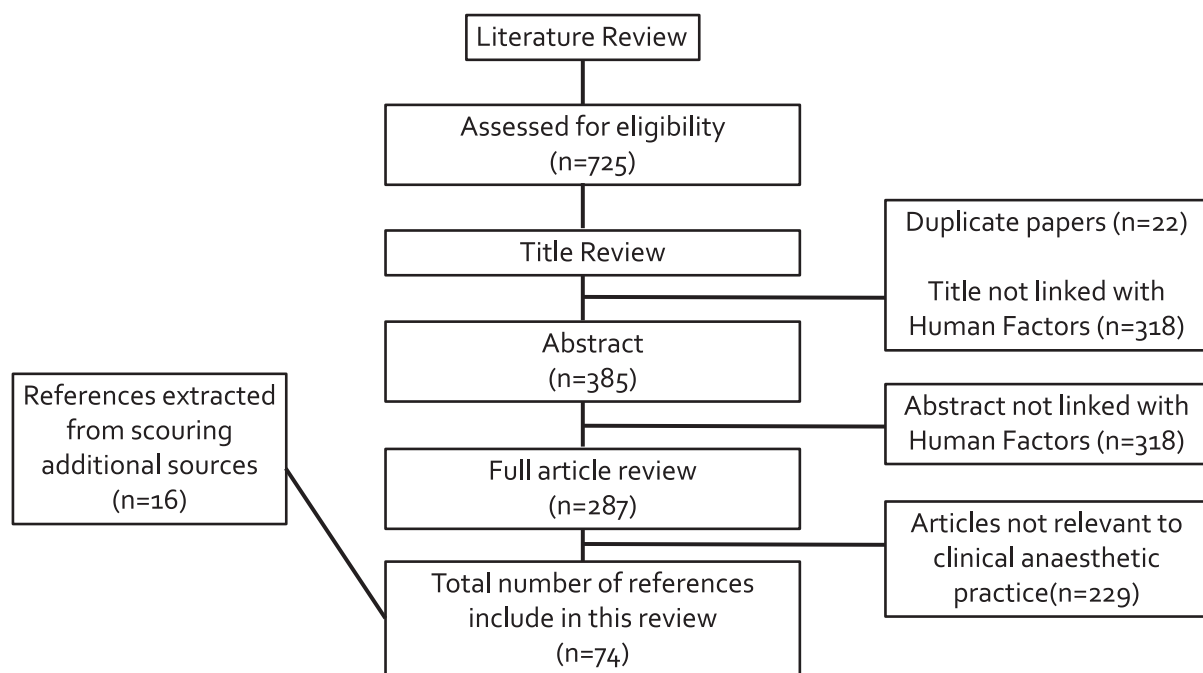 Literature Review
Assessed for eligibility
(n=725)
Title Review
Duplicate papers (n=22)
Title not linked with
Human Factors (n=318)
Abstract
(n=385)
References extracted
from scouring
additional sources
(n=16)
Abstract not linked with
Human Factors (n=318)
Full article review
(n=287)
Articles not relevant to
clinical anaesthetic
practice(n=229)
Total number of references
include in this review
(n=74)